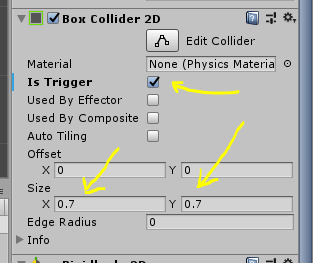 Box Collider 2D
Edit Collider
Material None (Physics Materia
Is Trigger
Used By Effector
Used By Composite
Auto Tiling
Offset
X 0 Y 0
Size
X 0.7 Y 0.7
Edge Radius 0
Info